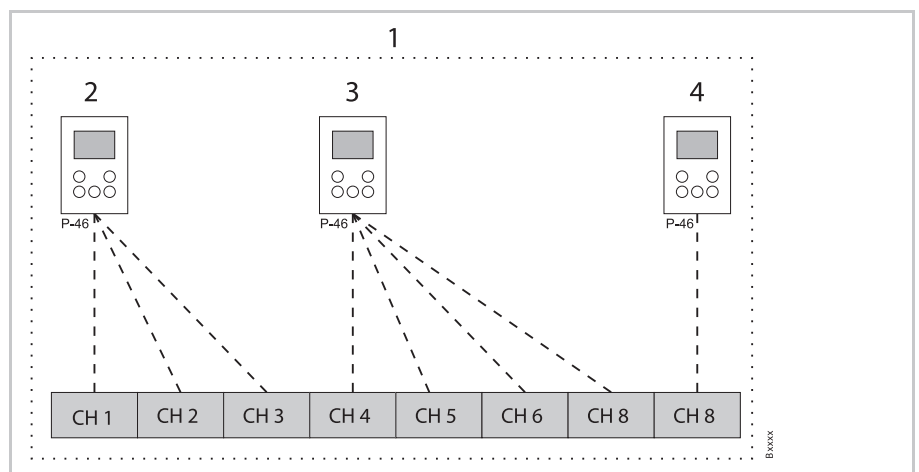 1
2 3 4
P-46 P-46 P-46
CH 1 CH 2 CH 3 CH 4 CH 5 CH 6 CH 8 CH 8
Bxxxx